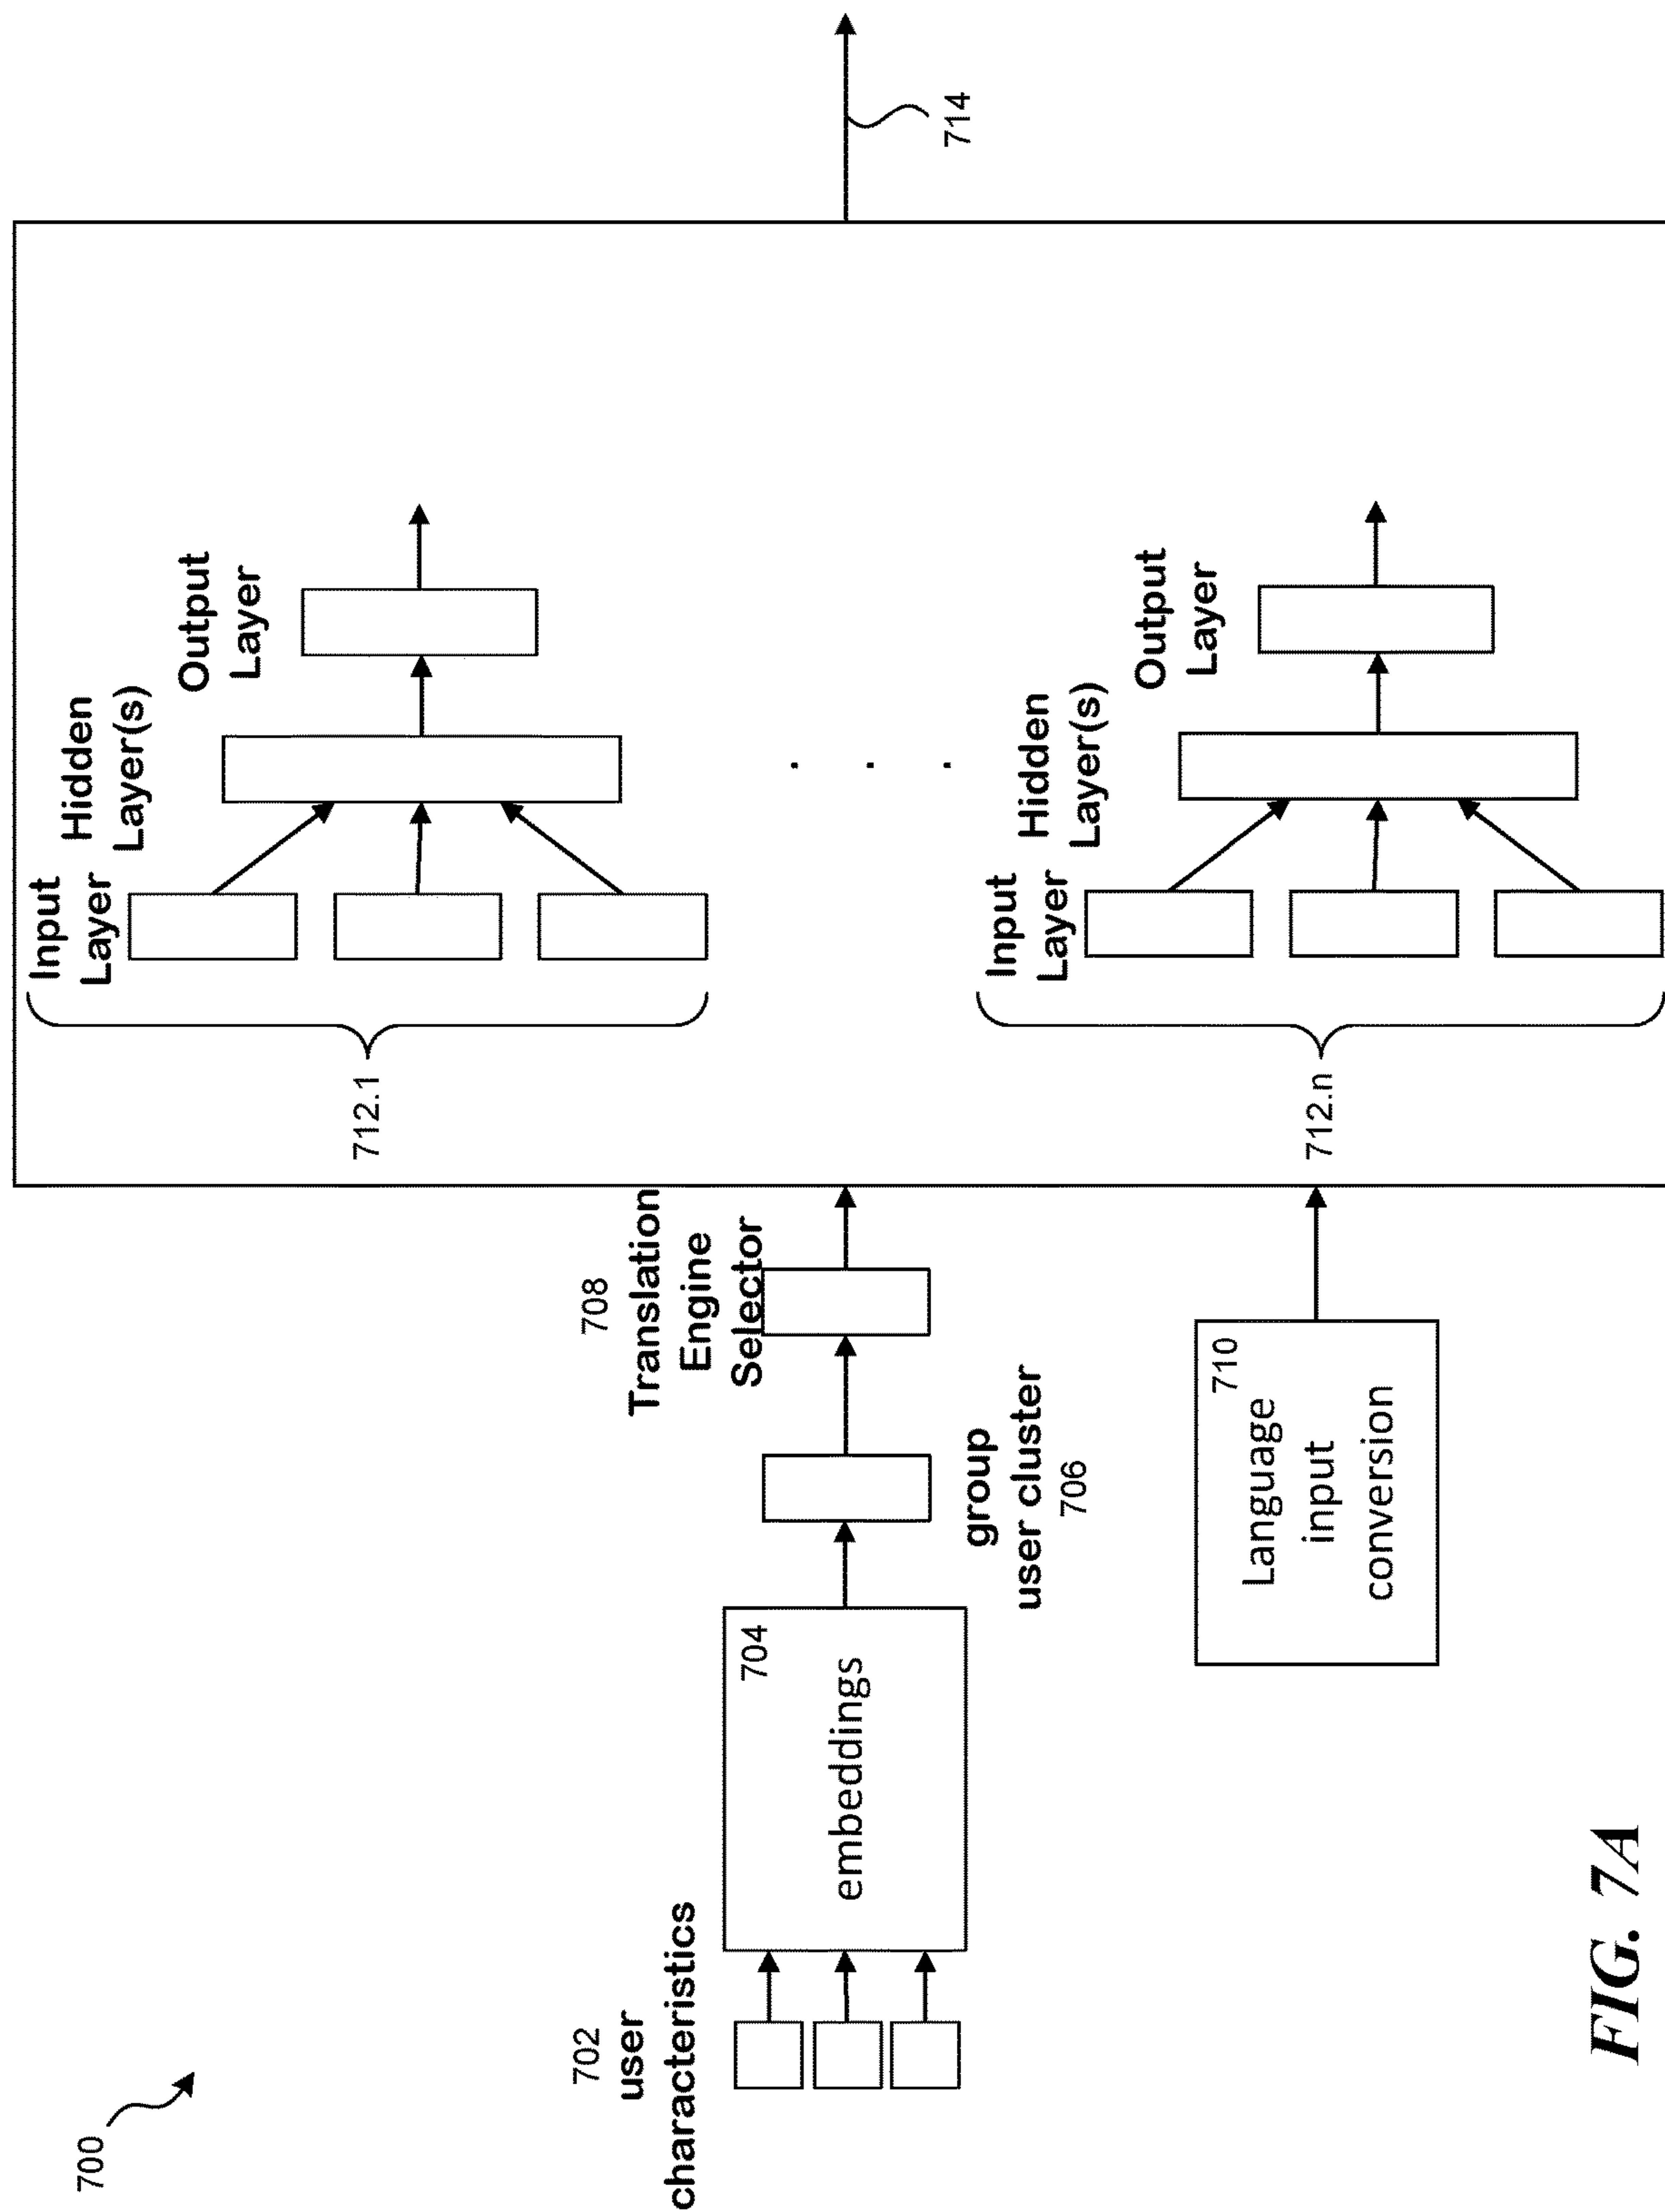 700
702
user
characteristics
704
embeddings
group
user cluster
706
708
Translation
Engine
Selector
710
Language
input
conversion
712.1
Input
Layer
Hidden
Layer(s)
Output
Layer
. . .
712.n
Input
Layer
Hidden
Layer(s)
Output
Layer
714
FIG. 7A